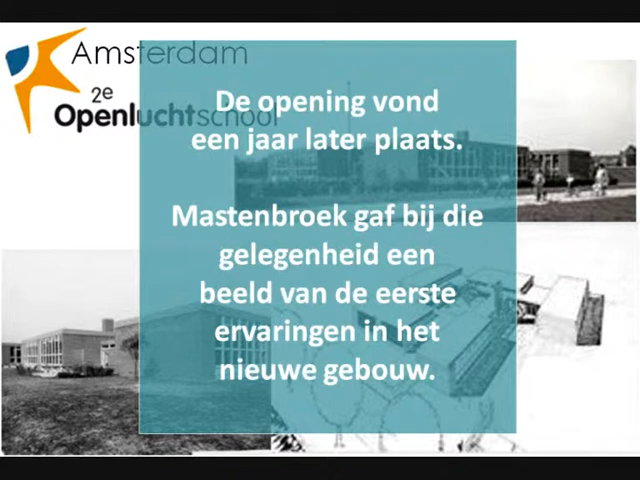 Amsterdam
2e
Openluchtschool
De opening vond
een jaar later plaats.
Mastenbroek gaf bij die
gelegenheid een
beeld van de eerste
ervaringen in het
nieuwe gebouw.